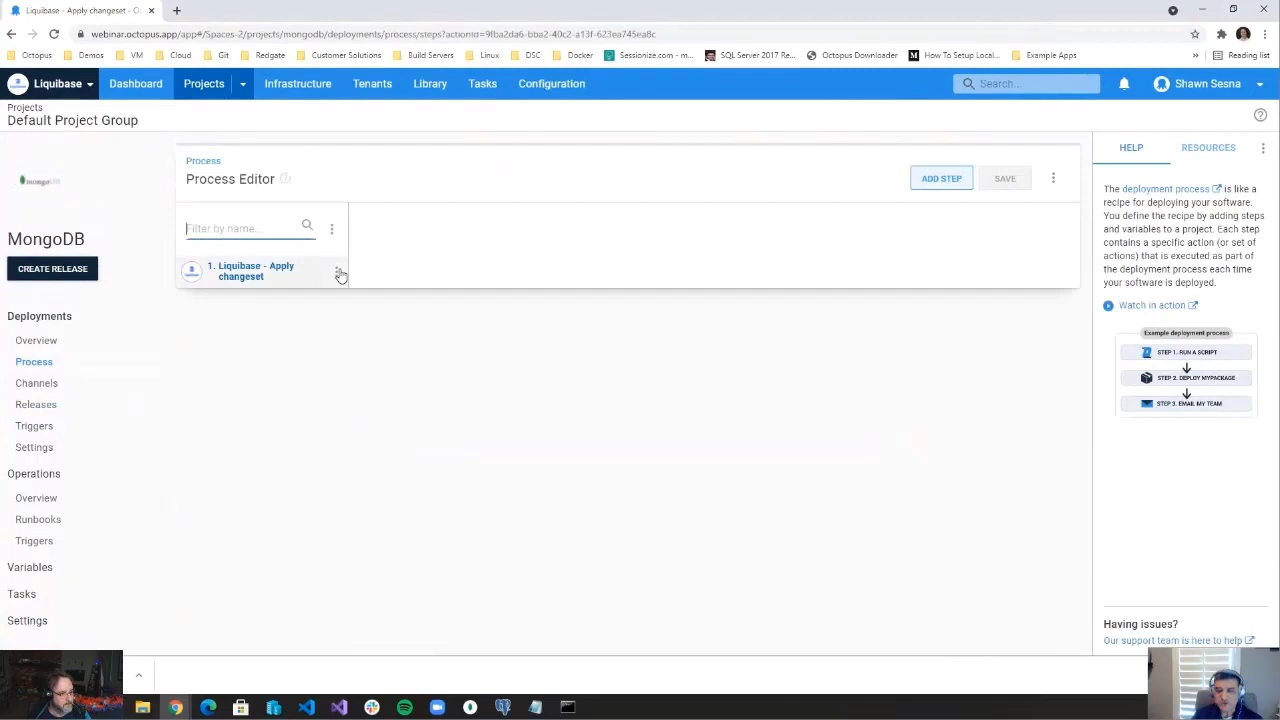 Liquibase - Apply changeset - O
webinar.octopus.app/app#/Spaces-2/projects/mongodb/deployments/process/steps?actionId=9fba2da6-bba2-40c2-a13f-623ea745ea8c
Octopus
Demos
VM
Cloud
Git
Redgate
Customer Solutions
Build Servers
Linux
DSC
Sessionize.com - m...
SQL Server 2017 Re...
Octopus Downloader
How To Setup Local...
Example Apps
»
Reading list
Liquibase
Dashboard
Projects
Infrastructure
Tenants
Library
Tasks
Configuration
Search...
Shawn Sesna
Projects
Default Project Group
mongoDB
MongoDB
CREATE RELEASE
Deployments
Overview
Process
Channels
Releases
Triggers
Settings
Operations
Overview
Runbooks
Triggers
Variables
Tasks
Settings
Process
Process Editor
ADD STEP
SAVE
Filter by name...
1. Liquibase - Apply
changeset
HELP
RESOURCES
The deployment process is like a
recipe for deploying your software.
You define the recipe by adding steps
and variables to a project. Each step
contains a specific action (or set of
actions) that is executed as part of
the deployment process each time
your software is deployed.
Watch in action
Example deployment process
STEP 1. RUN A SCRIPT
STEP 2. DEPLOY MYPACKAGE
STEP 3. EMAIL MY TEAM
Having issues?
Our support team is here to help